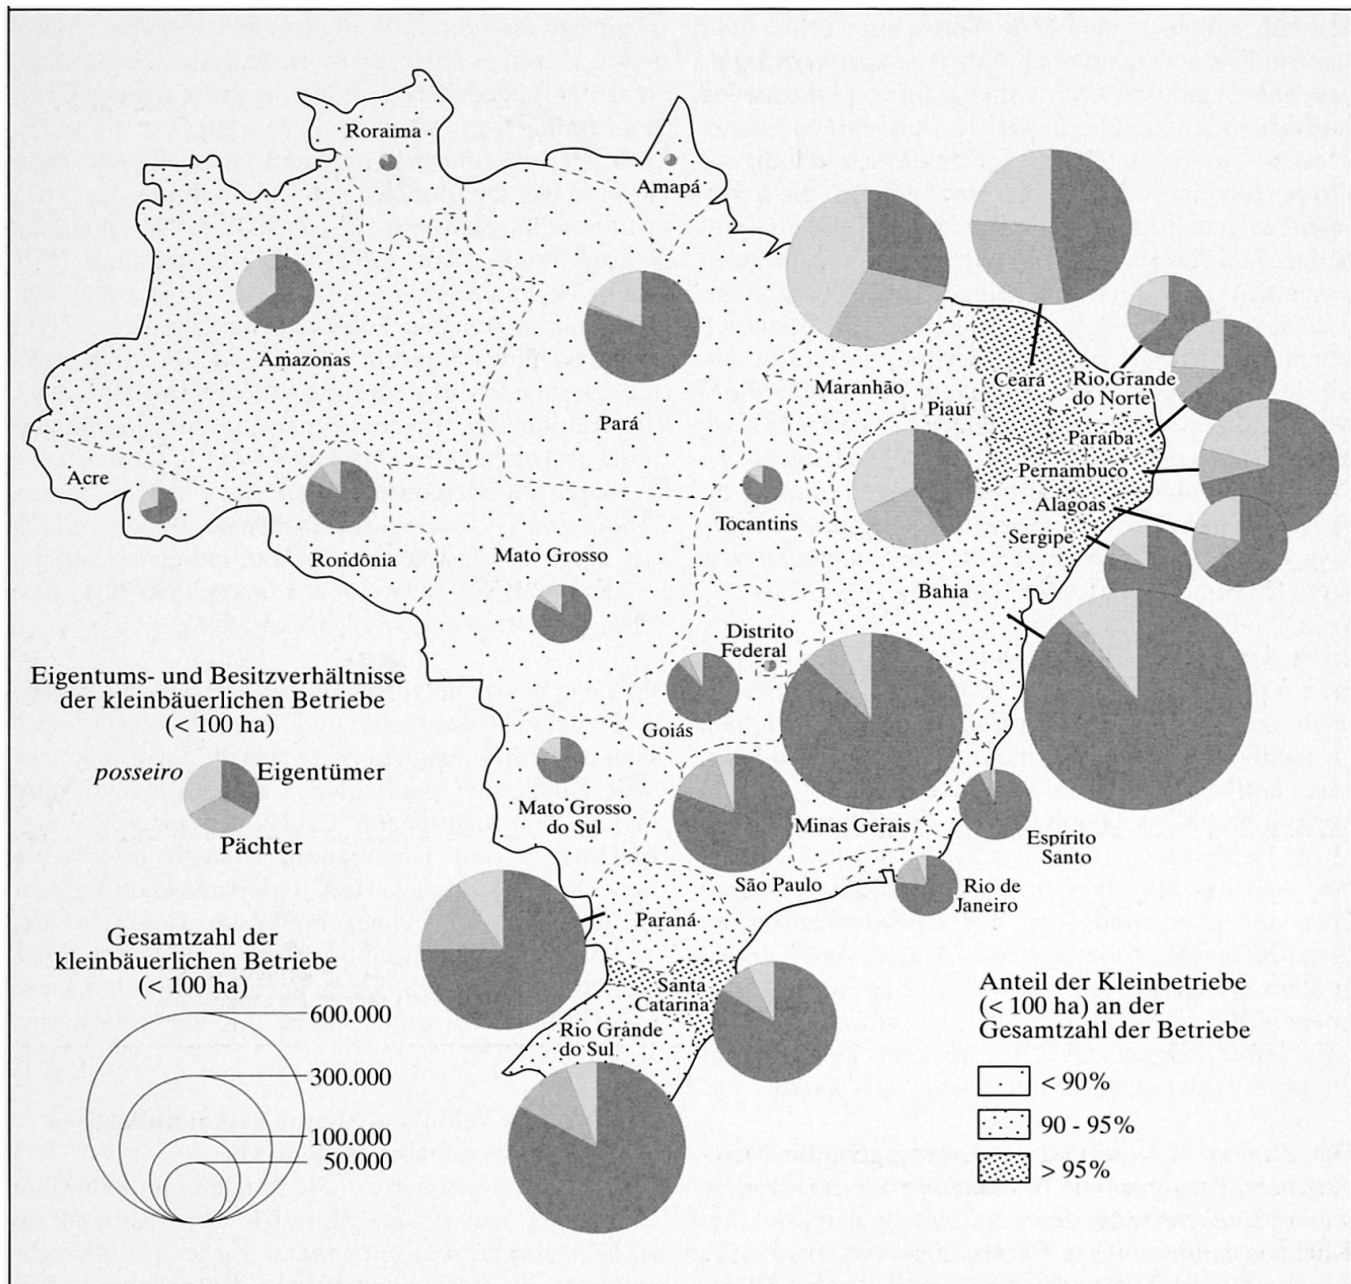 Roraima
Amapá
Amazonas
Pará
Maranhão
Piauí
Ceará
Rio Grande
do Norte
Paraíba
Pernambuco
Alagoas
Sergipe
Acre
Rondônia
Tocantins
Mato Grosso
Bahia
Distrito
Federal
Goiás
Mato Grosso
do Sul
Minas Gerais
Espírito
Santo
São Paulo
Rio de
Janeiro
Paraná
Santa
Catarina
Rio Grande
do Sul
Eigentums- und Besitzverhältnisse
der kleinbäuerlichen Betriebe
(< 100 ha)
posseiro
Eigentümer
Pächter
Gesamtzahl der
kleinbäuerlichen Betriebe
(< 100 ha)
600.000
300.000
100.000
50.000
Anteil der Kleinbetriebe
(< 100 ha) an der
Gesamtzahl der Betriebe
< 90%
90 - 95%
> 95%